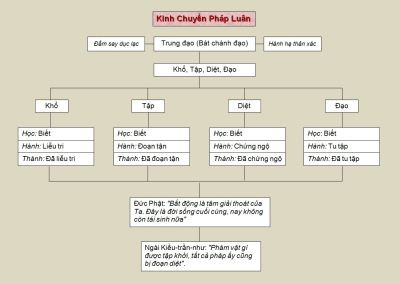 Kinh Chuyển Pháp Luân
Đắm say dục lạc
Trung đạo (Bát chánh đạo)
Hành hạ thân xác
Khổ, Tập, Diệt, Đạo
Khổ
Tập
Diệt
Đạo
Học: Biết
Hành: Liễu tri
Thành: Đã liễu tri
Học: Biết
Hành: Đoạn tận
Thành: Đã đoạn tận
Học: Biết
Hành: Chứng ngộ
Thành: Đã chứng ngộ
Học: Biết
Hành: Tu tập
Thành: Đã tu tập
Đức Phật: "Bất động là tâm giải thoát của
Ta. Đây là đời sống cuối cùng, nay không
còn tái sinh nữa"
Ngài Kiều-trần-như: "Phàm vật gì
được tập khởi, tất cả pháp ấy cũng
bị đoạn diệt".